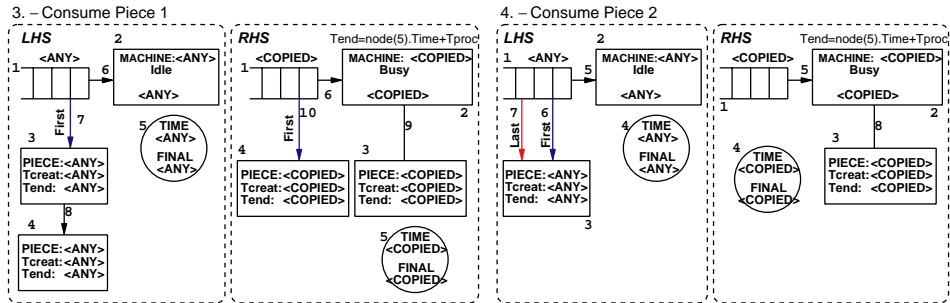 3. – Consume Piece 1
LHS
<ANY>
1
6
2
MACHINE:<ANY>
Idle
<ANY>
First
7
5
TIME
<ANY>
FINAL
<ANY>
3
PIECE:<ANY>
Tcreat:<ANY>
Tend: <ANY>
8
4
PIECE:<ANY>
Tcreat:<ANY>
Tend: <ANY>
RHS
Tend=node(5).Time+Tproc
<COPIED>
1
6
MACHINE: <COPIED>
Busy
<COPIED>
2
First
10
9
4
PIECE:<COPIED>
Tcreat:<COPIED>
Tend: <COPIED>
3
PIECE:<COPIED>
Tcreat:<COPIED>
Tend: <COPIED>
5
TIME
<COPIED>
FINAL
<COPIED>
4. – Consume Piece 2
LHS
<ANY>
1
5
2
MACHINE:<ANY>
Idle
<ANY>
7
Last
6
First
4
TIME
<ANY>
FINAL
<ANY>
PIECE:<ANY>
Tcreat:<ANY>
Tend: <ANY>
3
RHS
Tend=node(5).Time+Tproc
<COPIED>
1
5
MACHINE: <COPIED>
Busy
<COPIED>
2
8
4
TIME
<COPIED>
FINAL
<COPIED>
3
PIECE:<COPIED>
Tcreat:<COPIED>
Tend: <COPIED>